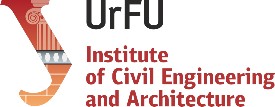 UrFU
Institute
of Civil Engineering
and Architecture